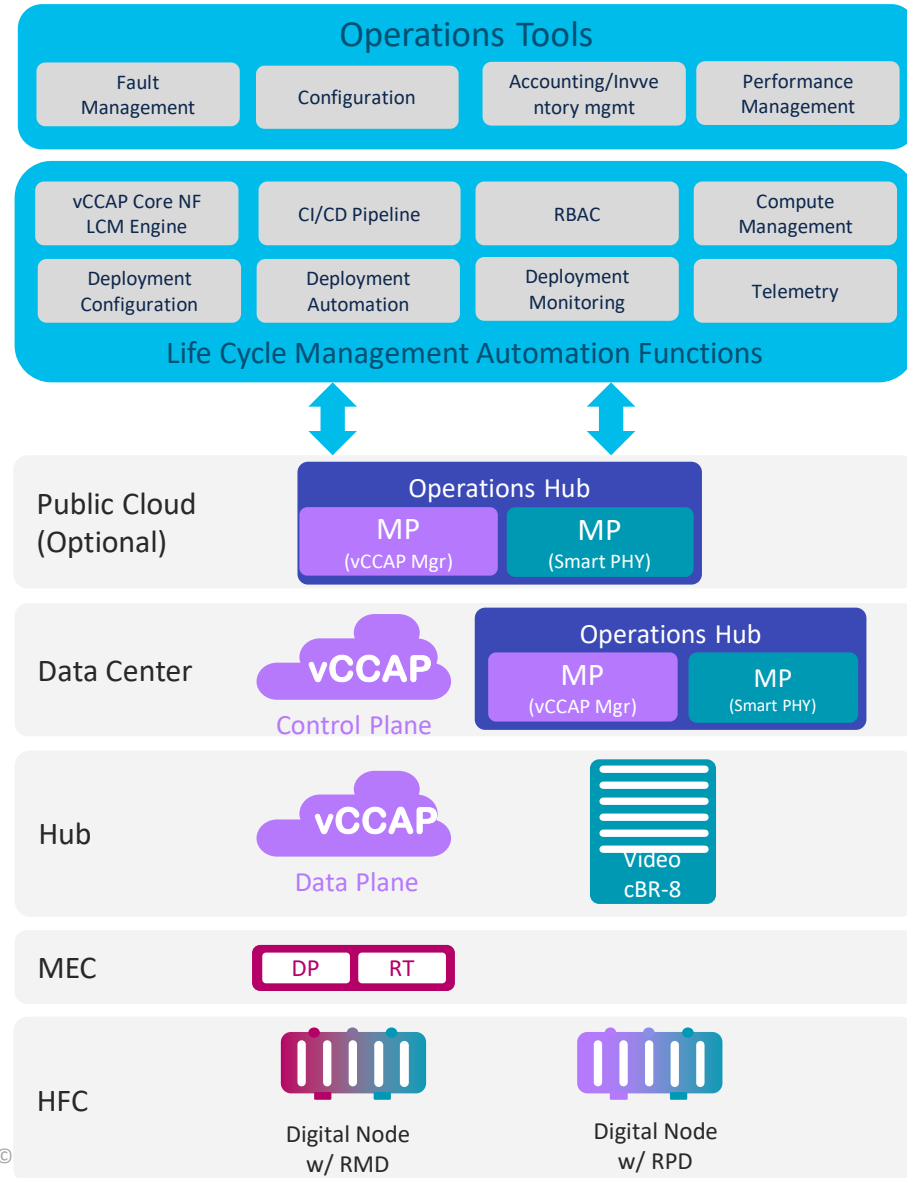 Operations Tools
Fault
Management
Configuration
Accounting/Invve
ntory mgmt
Performance
Management
vCCAP Core NF
LCM Engine
CI/CD Pipeline
RBAC
Compute
Management
Deployment
Configuration
Deployment
Automation
Deployment
Monitoring
Telemetry
Life Cycle Management Automation Functions
Public Cloud
(Optional)
Operations Hub
MP
(vCCAP Mgr)
MP
(Smart PHY)
Data Center
vCCAP
Control Plane
Operations Hub
MP
(vCCAP Mgr)
MP
(Smart PHY)
Hub
vCCAP
Data Plane
Video
cBR-8
MEC
DP
RT
HFC
Digital Node
w/ RMD
Digital Node
w/ RPD
©